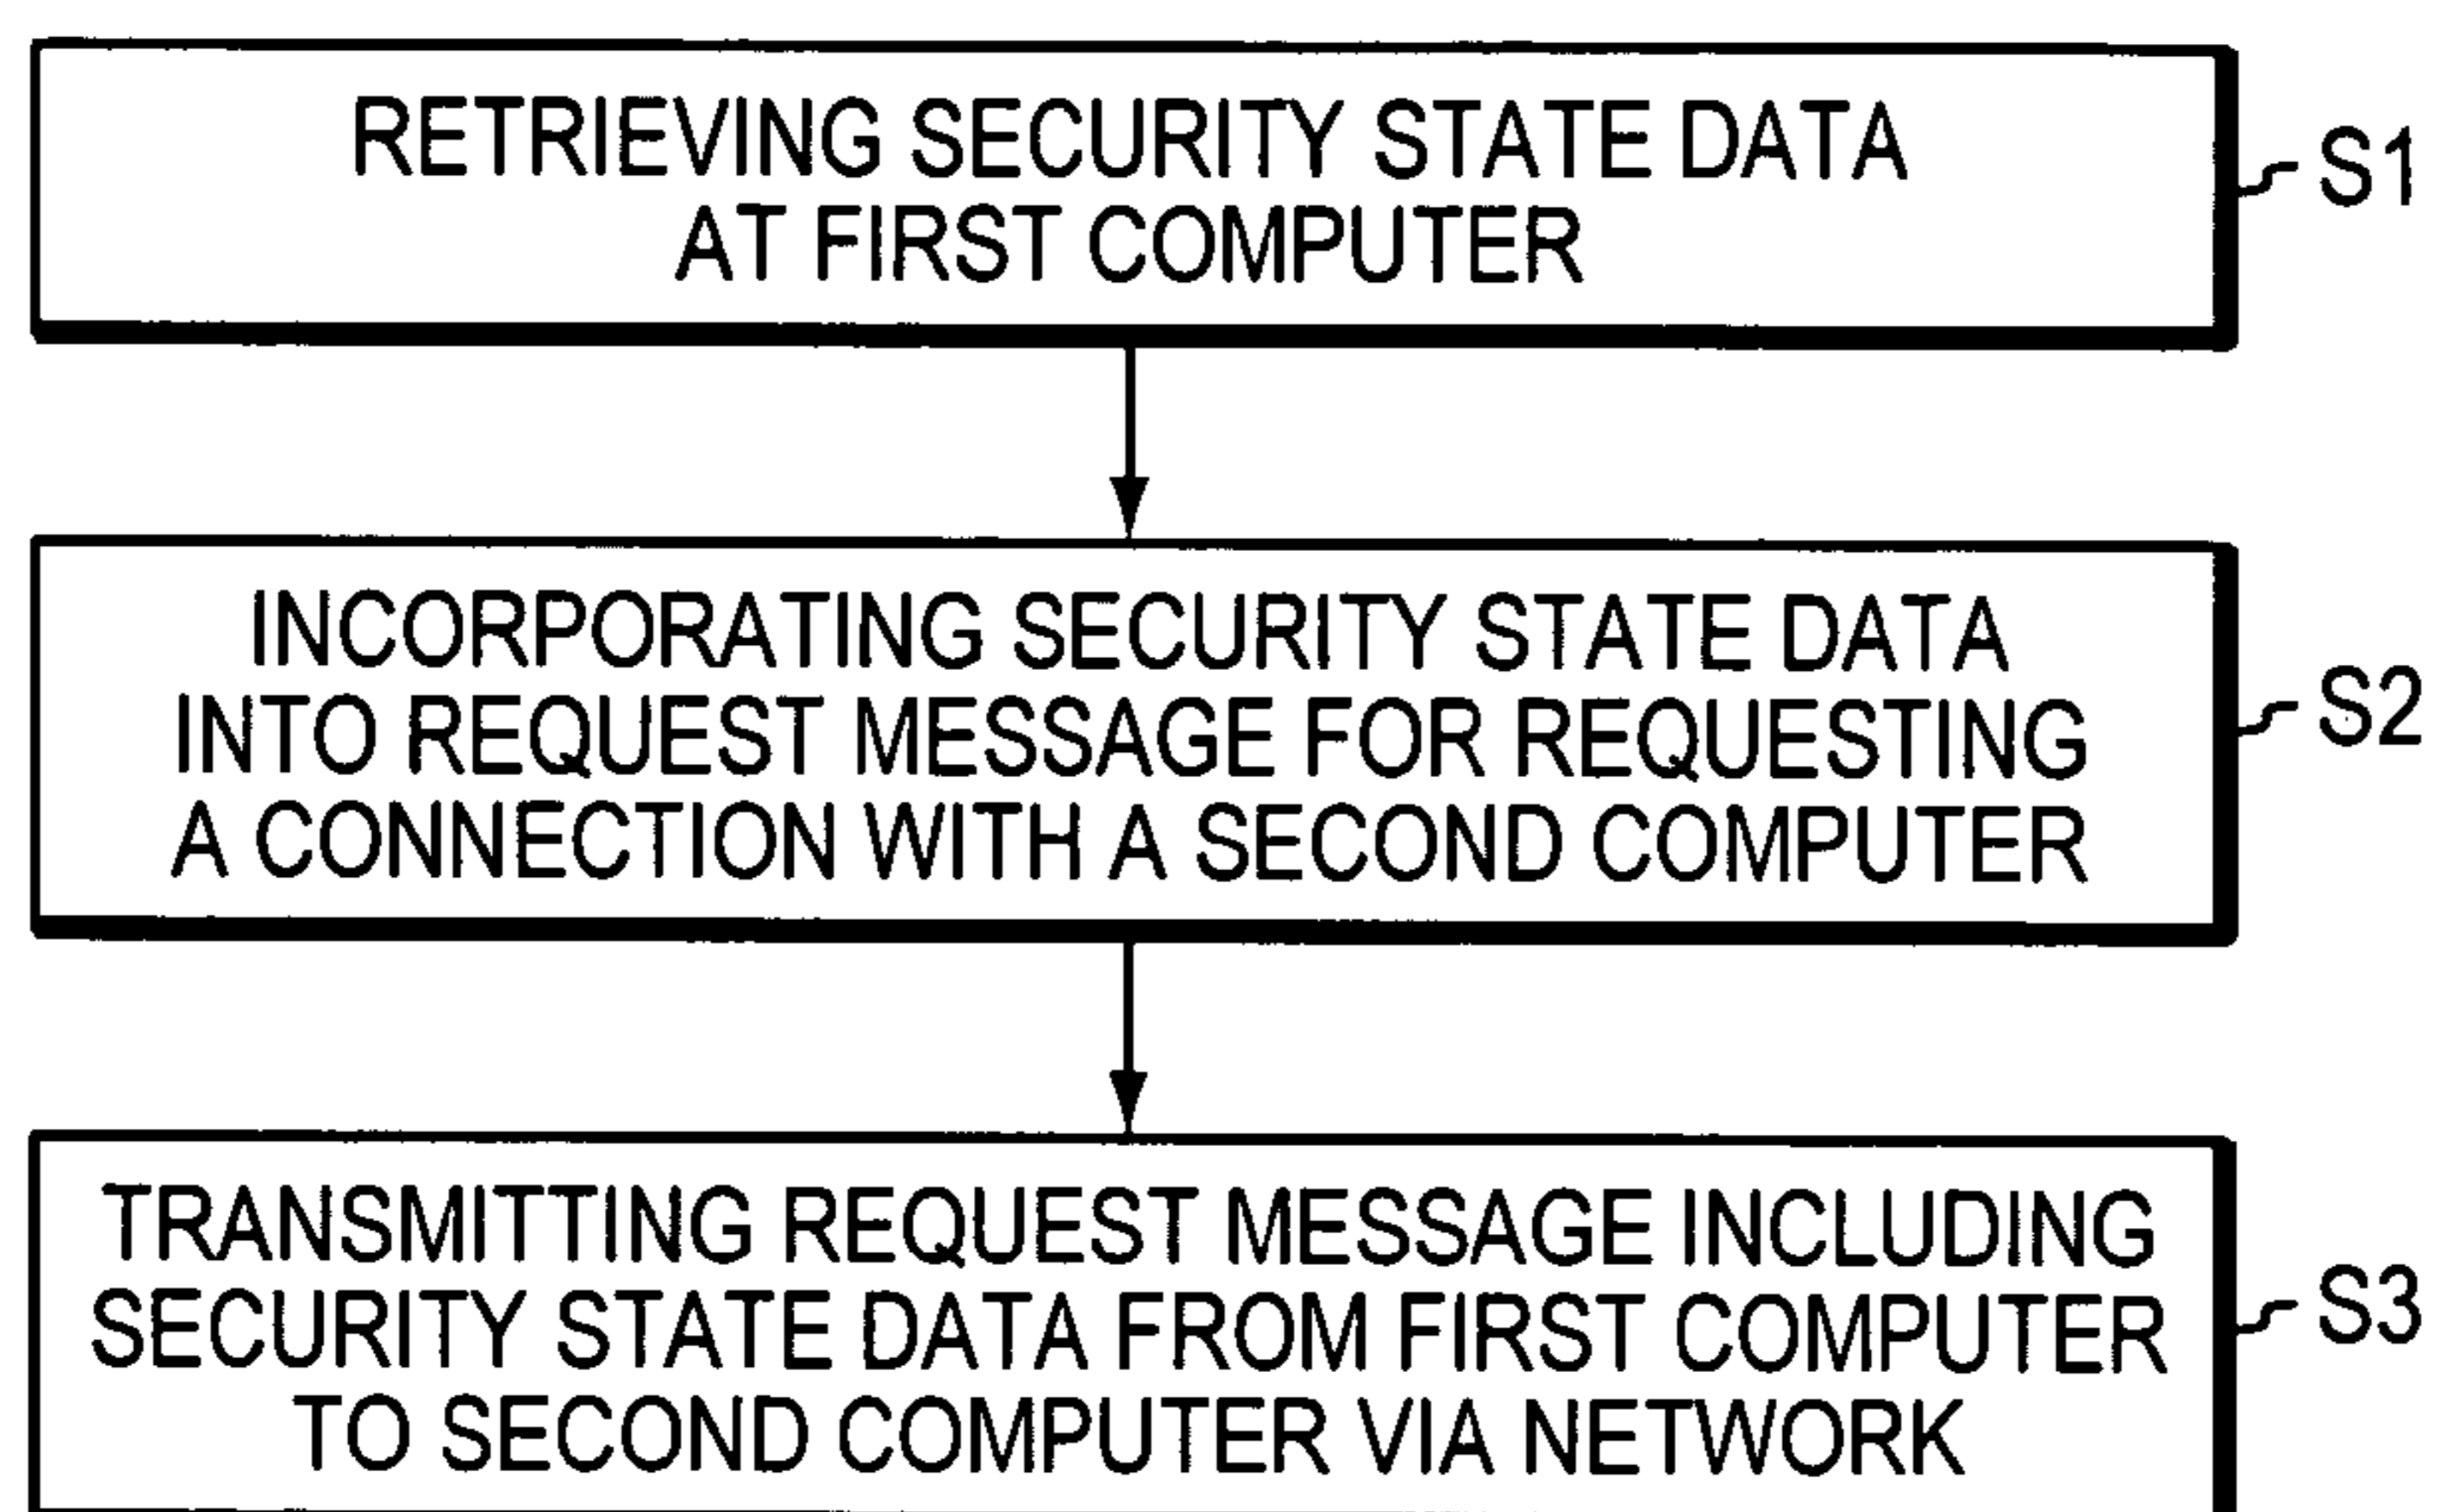 RETRIEVING SECURITY STATE DATA
AT FIRST COMPUTER
S1
INCORPORATING SECURITY STATE DATA
INTO REQUEST MESSAGE FOR REQUESTING
A CONNECTION WITH A SECOND COMPUTER
S2
TRANSMITTING REQUEST MESSAGE INCLUDING
SECURITY STATE DATA FROM FIRST COMPUTER
TO SECOND COMPUTER VIA NETWORK
S3